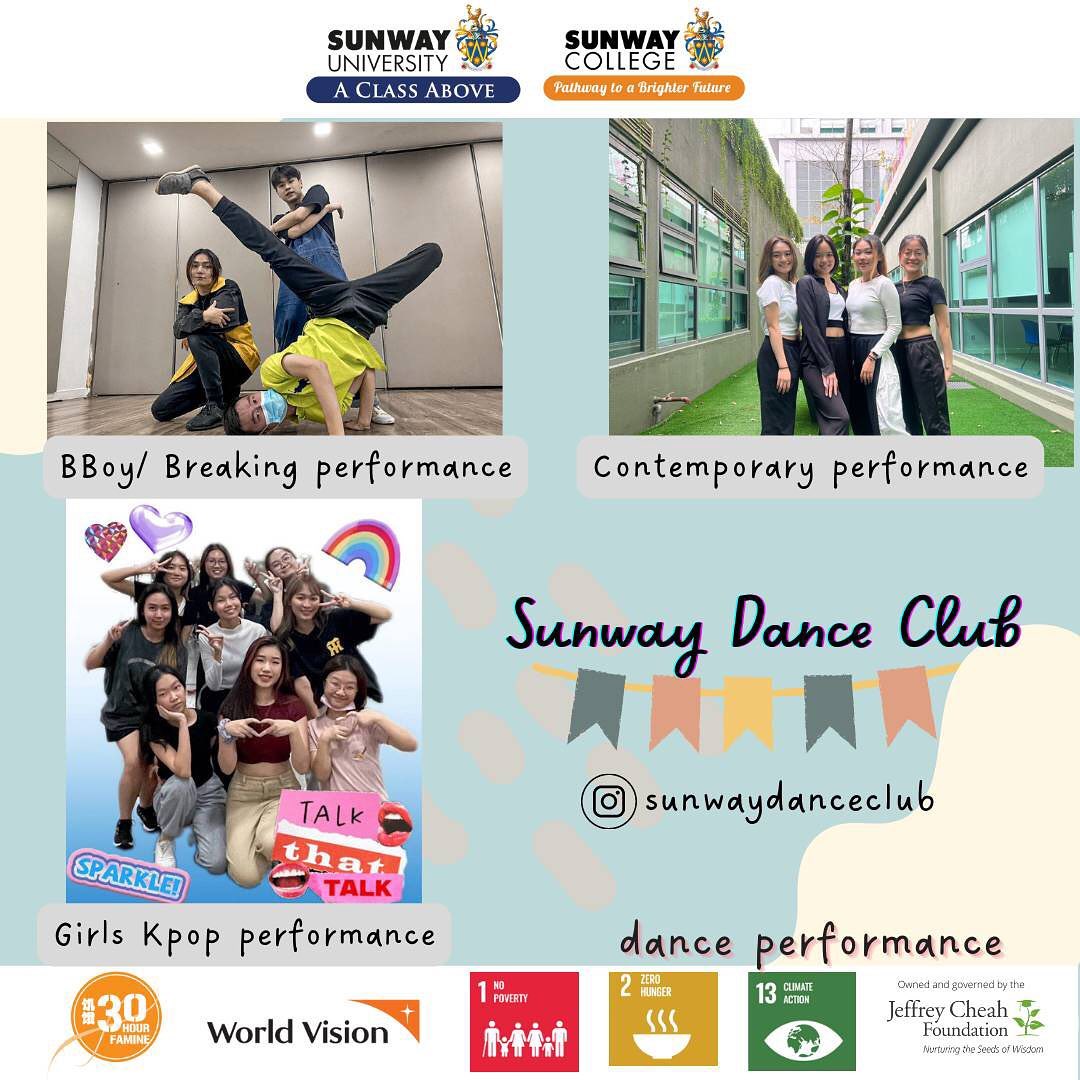 SUNWAY
UNIVERSITY
A CLASS ABOVE
SUNWAY
COLLEGE
Pathway to a Brighter Future
BBoy/ Breaking performance
Contemporary performance
Sunway Dance Club
sunwaydanceclub
TALK
that
TALK
SPARKLE!
Girls Kpop performance
dance performance
饥饿30
HOUR
FAMINE
World Vision
1 NO
POVERTY
2 ZERO
HUNGER
13 CLIMATE
ACTION
Owned and governed by the
Jeffrey Cheah
Foundation
Nurturing the Seeds of Wisdom